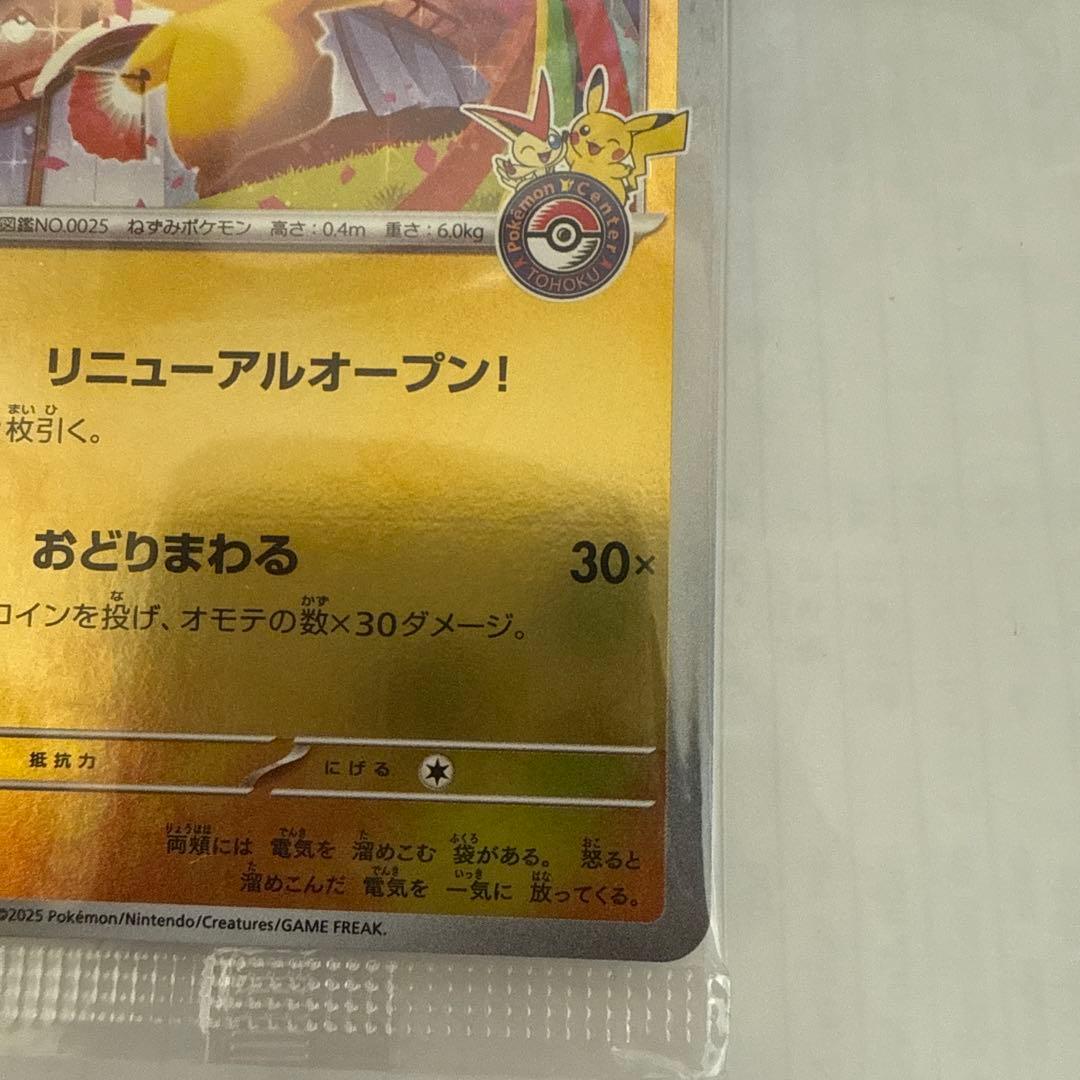 Pokémon Center
TOHOKU
図鑑NO.0025 ねずみポケモン 高さ:0.4m 重さ:6.0kg
リニューアルオープン!
まい ひ
枚引く。
おどりまわる 30×
な かず
コインを投げ、オモテの数×30ダメージ。
抵抗力 にげる
りょうほほ でんき た ふくろ おこ
両頬には 電気を 溜めこむ 袋がある。 怒ると
た でんき いっき はな
溜めこんだ 電気を 一気に 放ってくる。
©2025 Pokémon/Nintendo/Creatures/GAME FREAK.